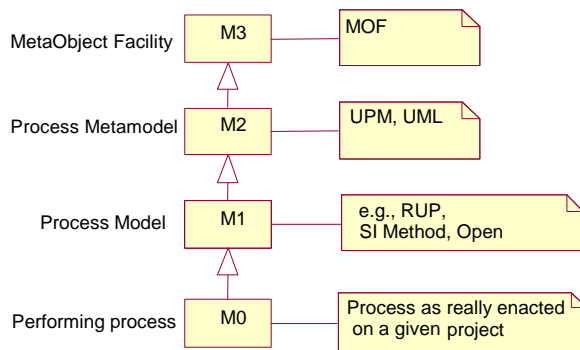 MetaObject Facility
M3
MOF
Process Metamodel
M2
UPM, UML
Process Model
M1
e.g., RUP,
SI Method, Open
Performing process
M0
Process as really enacted
on a given project